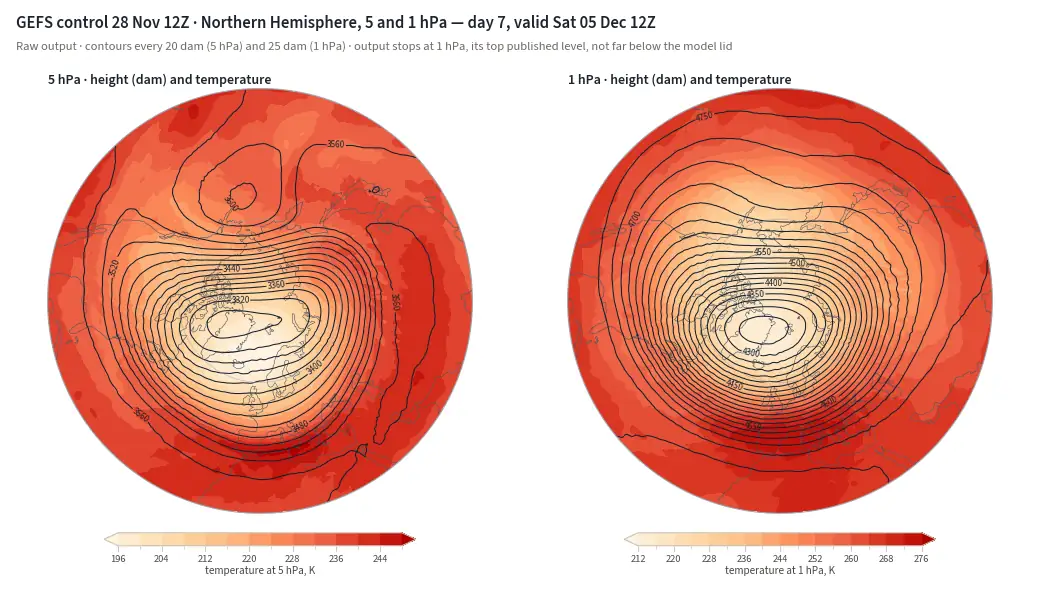 GEFS control 28 Nov 12Z · Northern Hemisphere, 5 and 1 hPa — day 7, valid Sat 05 Dec 12Z
Raw output · contours every 20 dam (5 hPa) and 25 dam (1 hPa) · output stops at 1 hPa, its top published level, not far below the model lid
5 hPa · height (dam) and temperature
1 hPa · height (dam) and temperature
3560
3600
3520
3440
3360
3320
3560
3400
3560
3480
4750
4700
4550
4500
4400
4350
4300
4450
4600
196 204 212 220 228 236 244
temperature at 5 hPa, K
212 220 228 236 244 252 260 268 276
temperature at 1 hPa, K